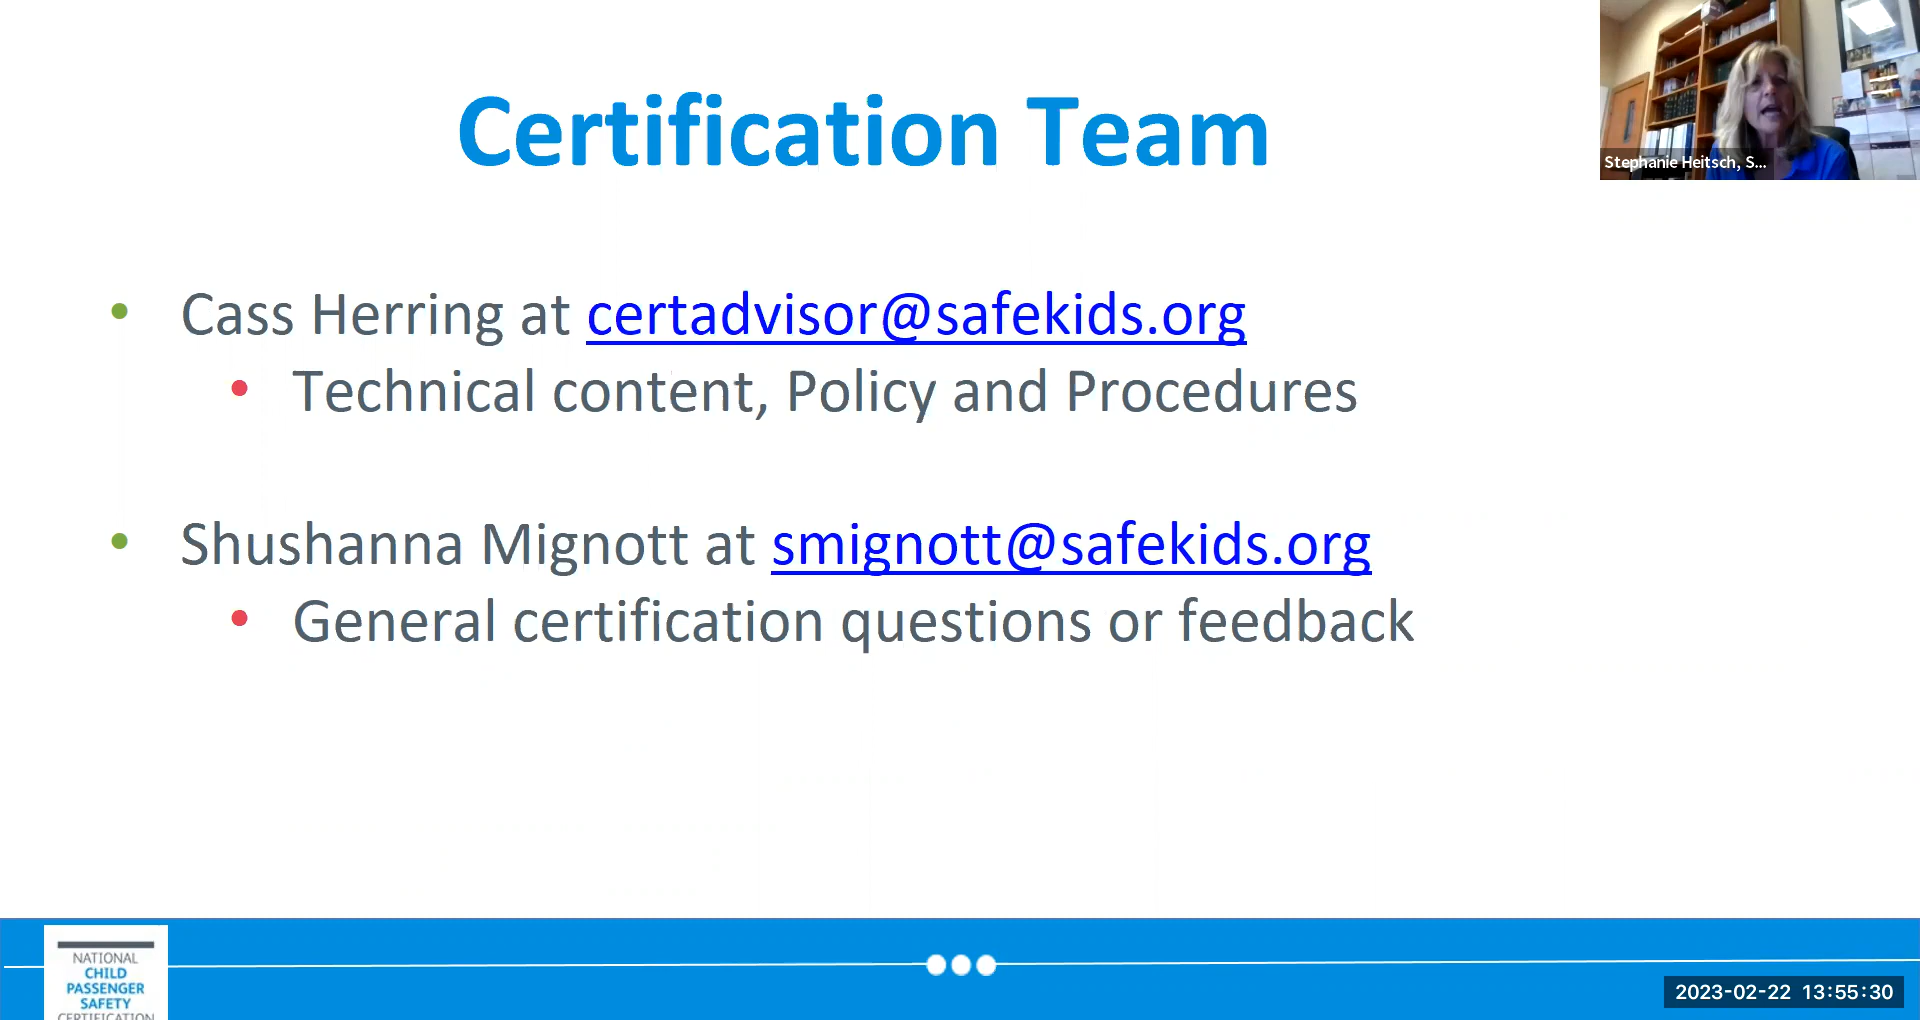 Certification Team
Stephanie Heitsch, S...
• Cass Herring at certadvisor@safekids.org
• Technical content, Policy and Procedures
• Shushanna Mignott at smignott@safekids.org
• General certification questions or feedback
NATIONAL
CHILD
PASSENGER
SAFETY
CERTIFICATION
2023-02-22 13:55:30